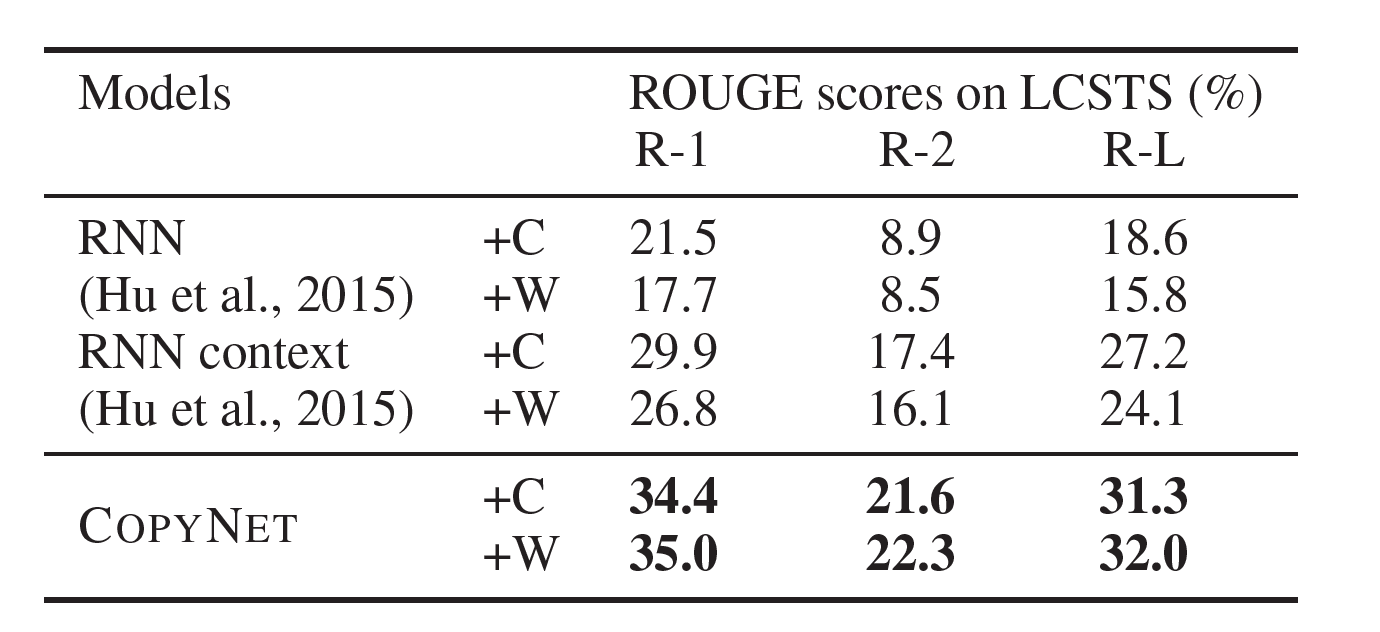 Models ROUGE scores on LCSTS (%)
R-1 R-2 R-L
RNN +C 21.5 8.9 18.6
(Hu et al., 2015) +W 17.7 8.5 15.8
RNN context +C 29.9 17.4 27.2
(Hu et al., 2015) +W 26.8 16.1 24.1
COPYNET
+C 34.4 21.6 31.3
+W 35.0 22.3 32.0